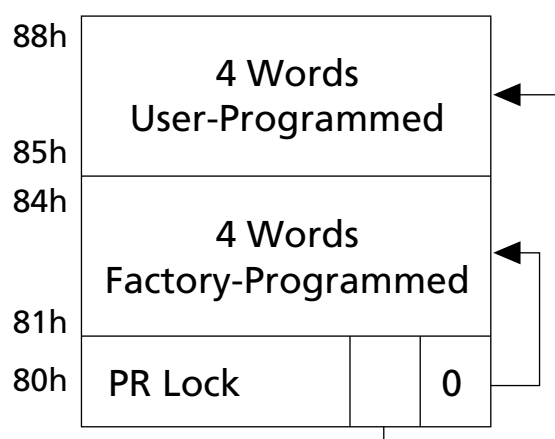 88h
4 Words
User-Programmed
85h
84h
4 Words
Factory-Programmed
81h
80h PR Lock 0